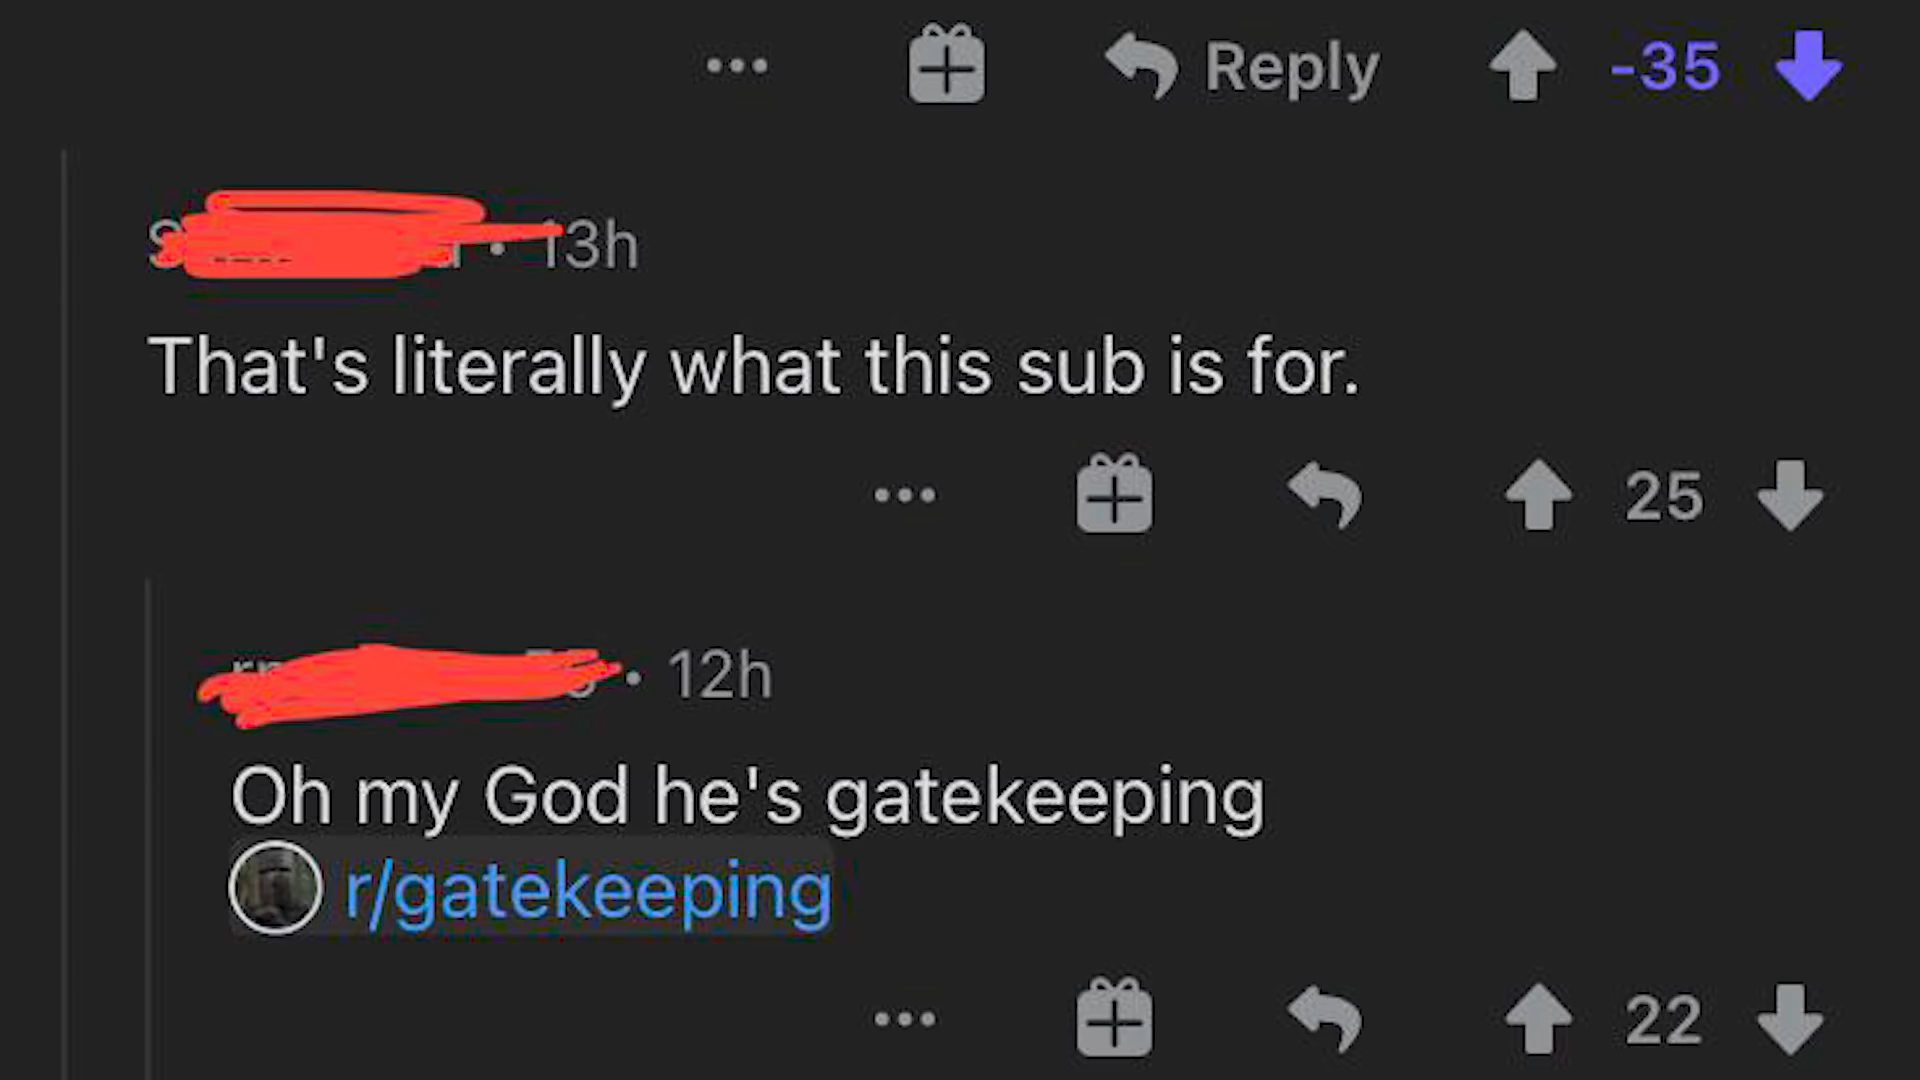 Reply -35
13h
That's literally what this sub is for.
25
12h
Oh my God he's gatekeeping
r/gatekeeping
22